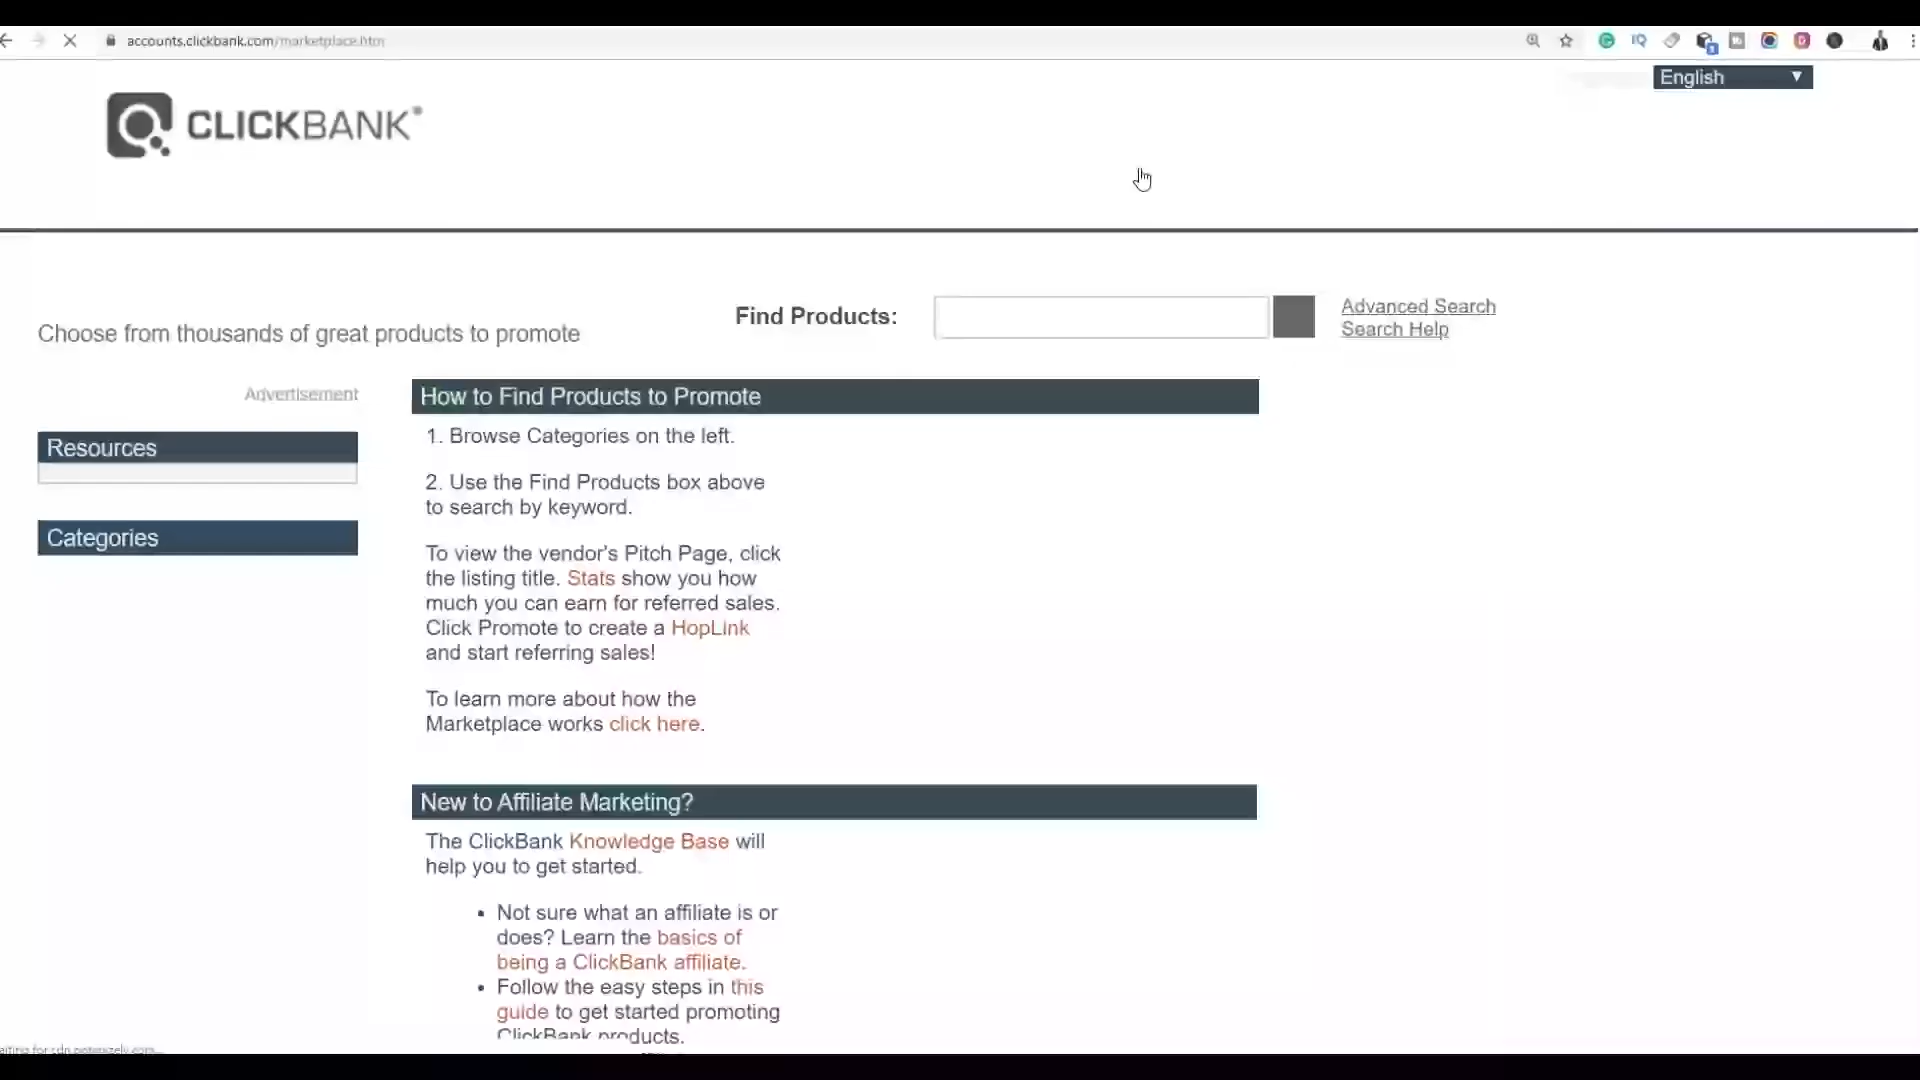 accounts.clickbank.com/marketplace.htm
English
CLICKBANK
Find Products:
Advanced Search
Search Help
Choose from thousands of great products to promote
Advertisement
Resources
Categories
How to Find Products to Promote
1. Browse Categories on the left.
2. Use the Find Products box above
to search by keyword.
To view the vendor's Pitch Page, click
the listing title. Stats show you how
much you can earn for referred sales.
Click Promote to create a HopLink
and start referring sales!
To learn more about how the
Marketplace works click here.
New to Affiliate Marketing?
The ClickBank Knowledge Base will
help you to get started.
• Not sure what an affiliate is or
does? Learn the basics of
being a ClickBank affiliate.
• Follow the easy steps in this
guide to get started promoting
ClickBank products.